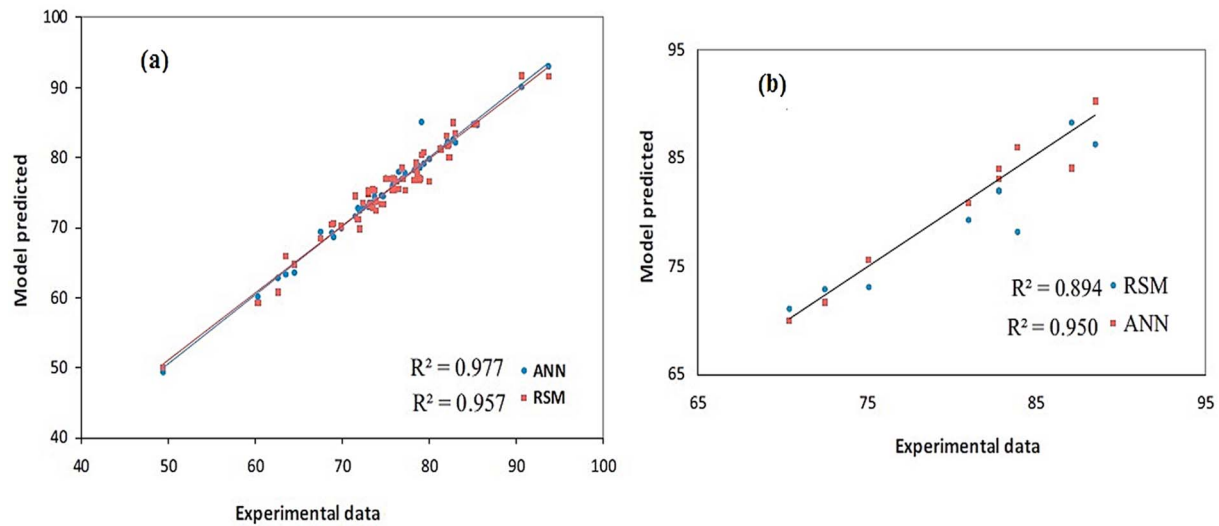 (a)
100
90
80
70
60
50
40
40 50 60 70 80 90 100
Model predicted
Experimental data
R² = 0.977 ANN
R² = 0.957 RSM
(b)
95
85
75
65
65 75 85 95
Model predicted
Experimental data
R² = 0.894 RSM
R² = 0.950 ANN